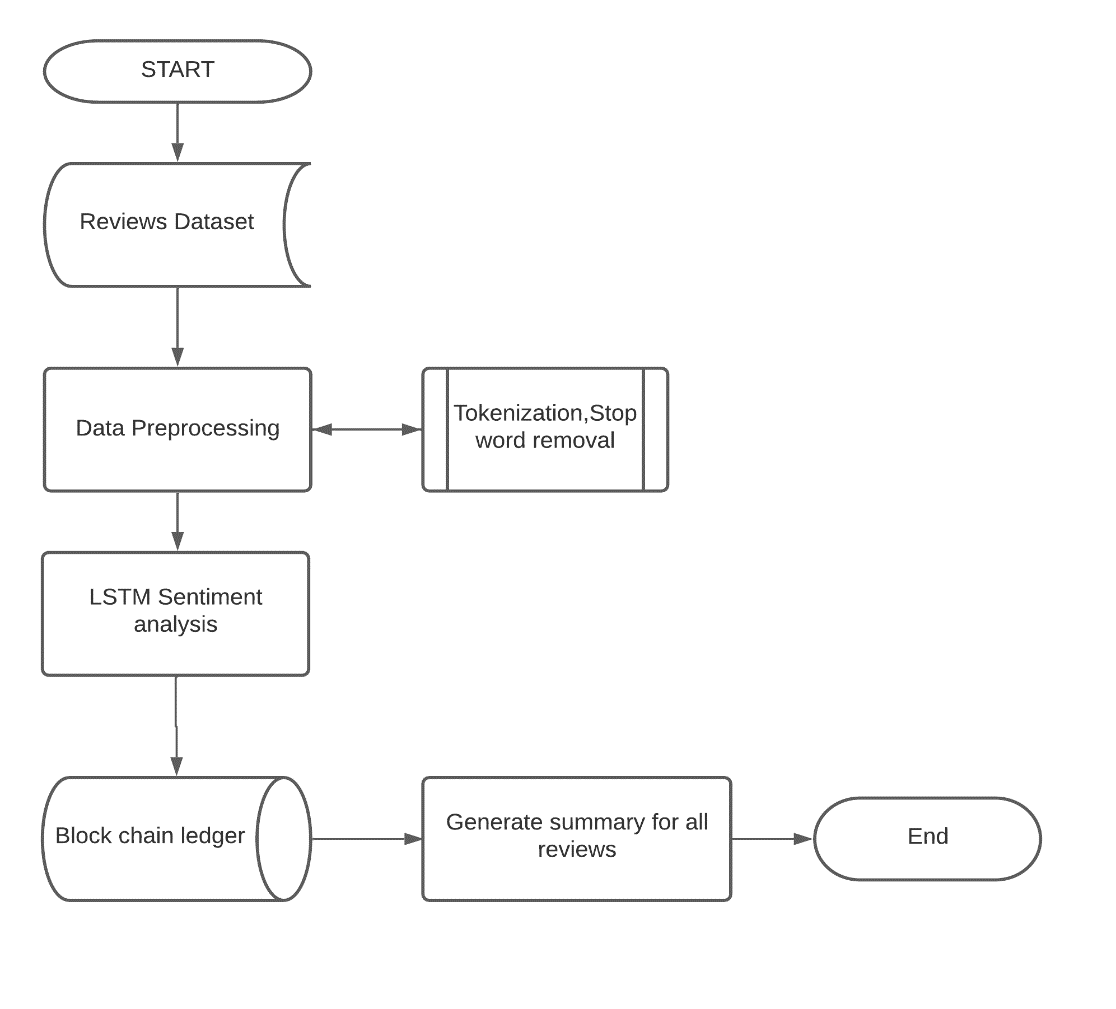 START
Reviews Dataset
Data Preprocessing
Tokenization,Stop
word removal
LSTM Sentiment
analysis
Block chain ledger
Generate summary for all
reviews
End